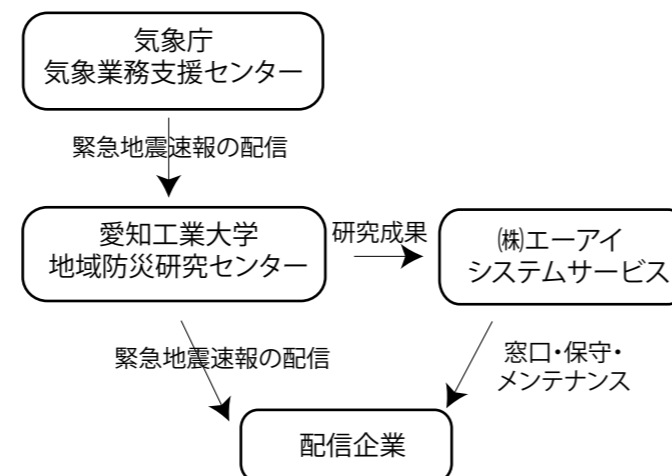 気象庁
気象業務支援センター
緊急地震速報の配信
愛知工業大学
地域防災研究センター
研究成果
㈱エーアイ
システムサービス
緊急地震速報の配信
窓口・保守・
メンテナンス
配信企業